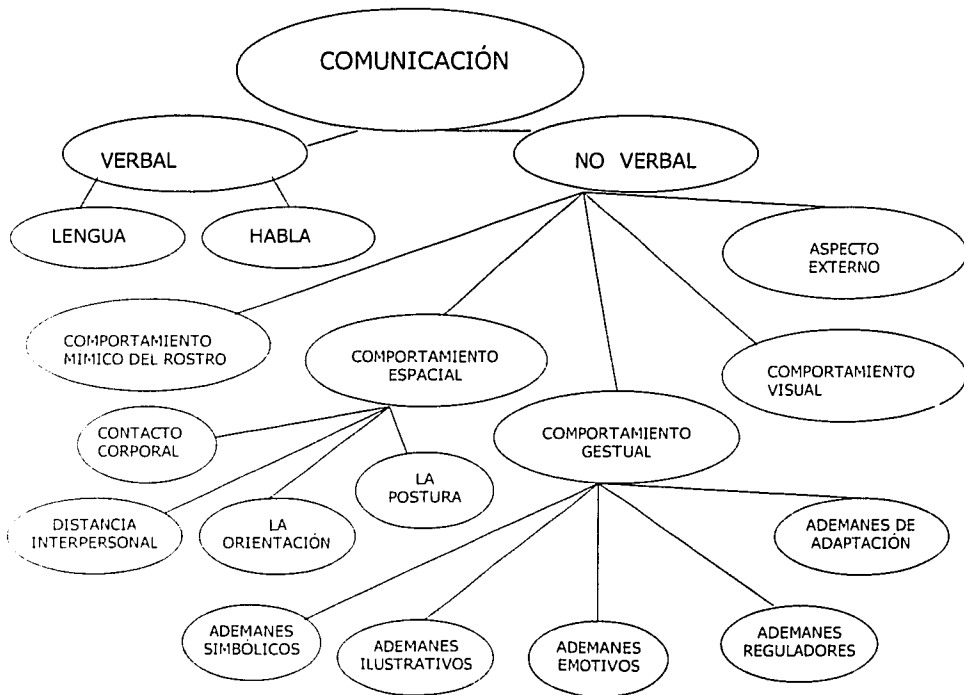 COMUNICACIÓN
VERBAL
NO VERBAL
LENGUA
HABLA
ASPECTO
EXTERNO
COMPORTAMIENTO
MIMICO DEL ROSTRO
COMPORTAMIENTO
ESPACIAL
COMPORTAMIENTO
VISUAL
CONTACTO
CORPORAL
COMPORTAMIENTO
GESTUAL
LA
POSTURA
DISTANCIA
INTERPERSONAL
LA
ORIENTACIÓN
ADEMANES DE
ADAPTACIÓN
ADEMANES
SIMBÓLICOS
ADEMANES
ILUSTRATIVOS
ADEMANES
EMOTIVOS
ADEMANES
REGULADORES